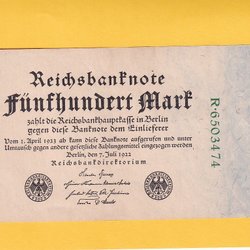 Reichsbanknote
Fünfhundert Mark
zahlt die Reichsbankhauptkasse in Berlin
gegen diese Banknote dem Einlieferer
Vom 1. April 1923 ab kann diese Banknote aufgerufen und unter
Umtausch gegen andere gesetzliche Zahlungsmittel eingezogen werden
Berlin, den 7. Juli 1922
Reichsbankdirektorium
R·6503474